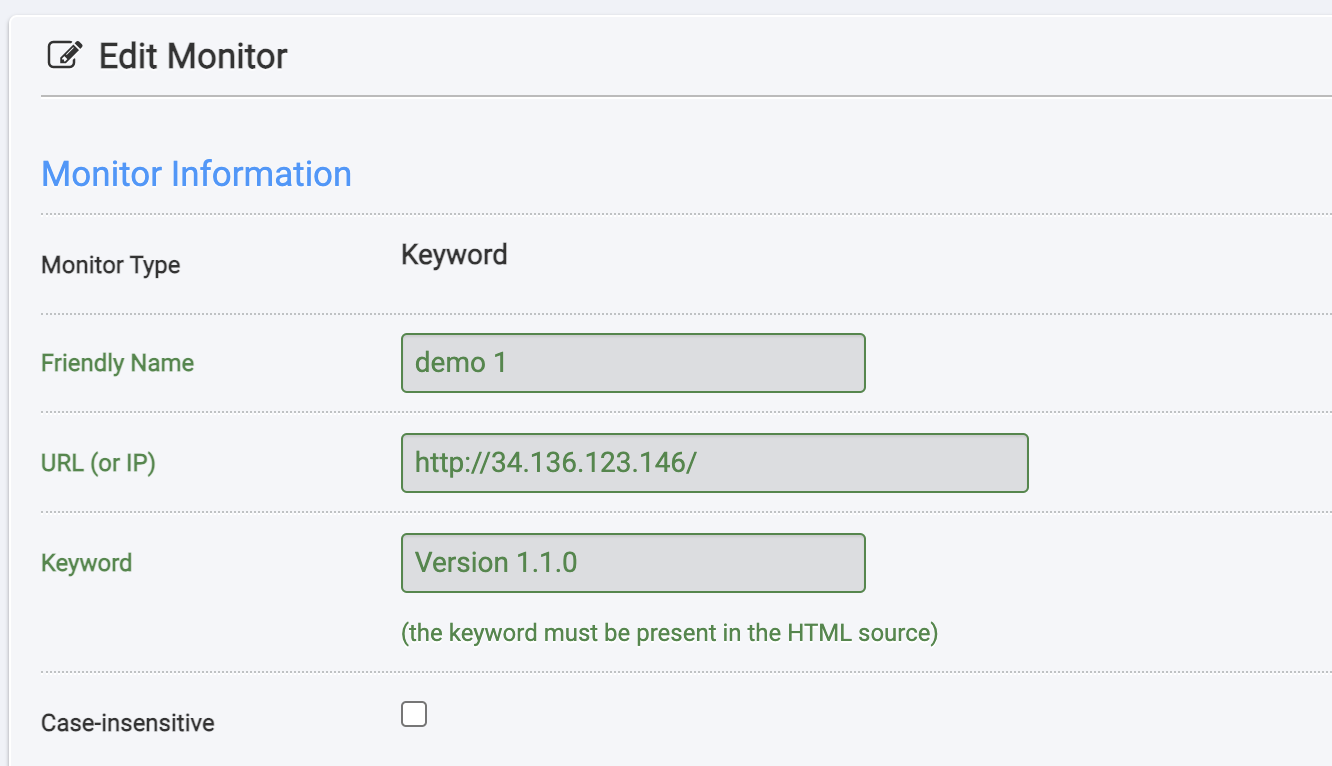 Edit Monitor
Monitor Information
Monitor Type
Keyword
Friendly Name
demo 1
URL (or IP)
http://34.136.123.146/
Keyword
Version 1.1.0
(the keyword must be present in the HTML source)
Case-insensitive